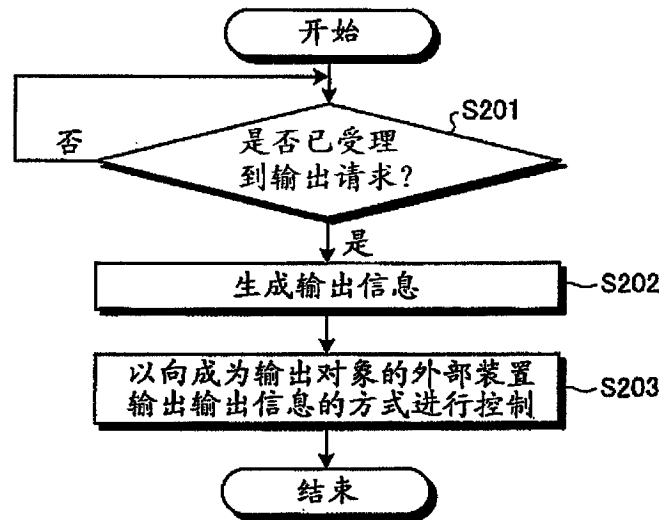 开始
S201
是否已受理
到输出请求?
否
是
生成输出信息
S202
以向成为输出对象的外部装置
输出输出信息的方式进行控制
S203
结束